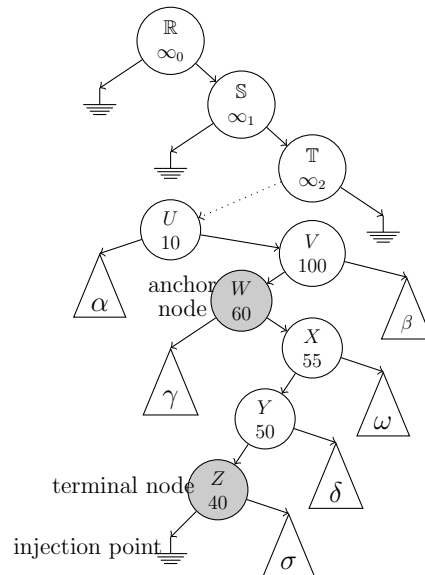 ℝ
∞₀
𝕊
∞₁
𝕋
∞₂
U
10
V
100
α
anchor
node
W
60
β
X
55
γ
ω
Y
50
terminal node
Z
40
δ
injection point
σ